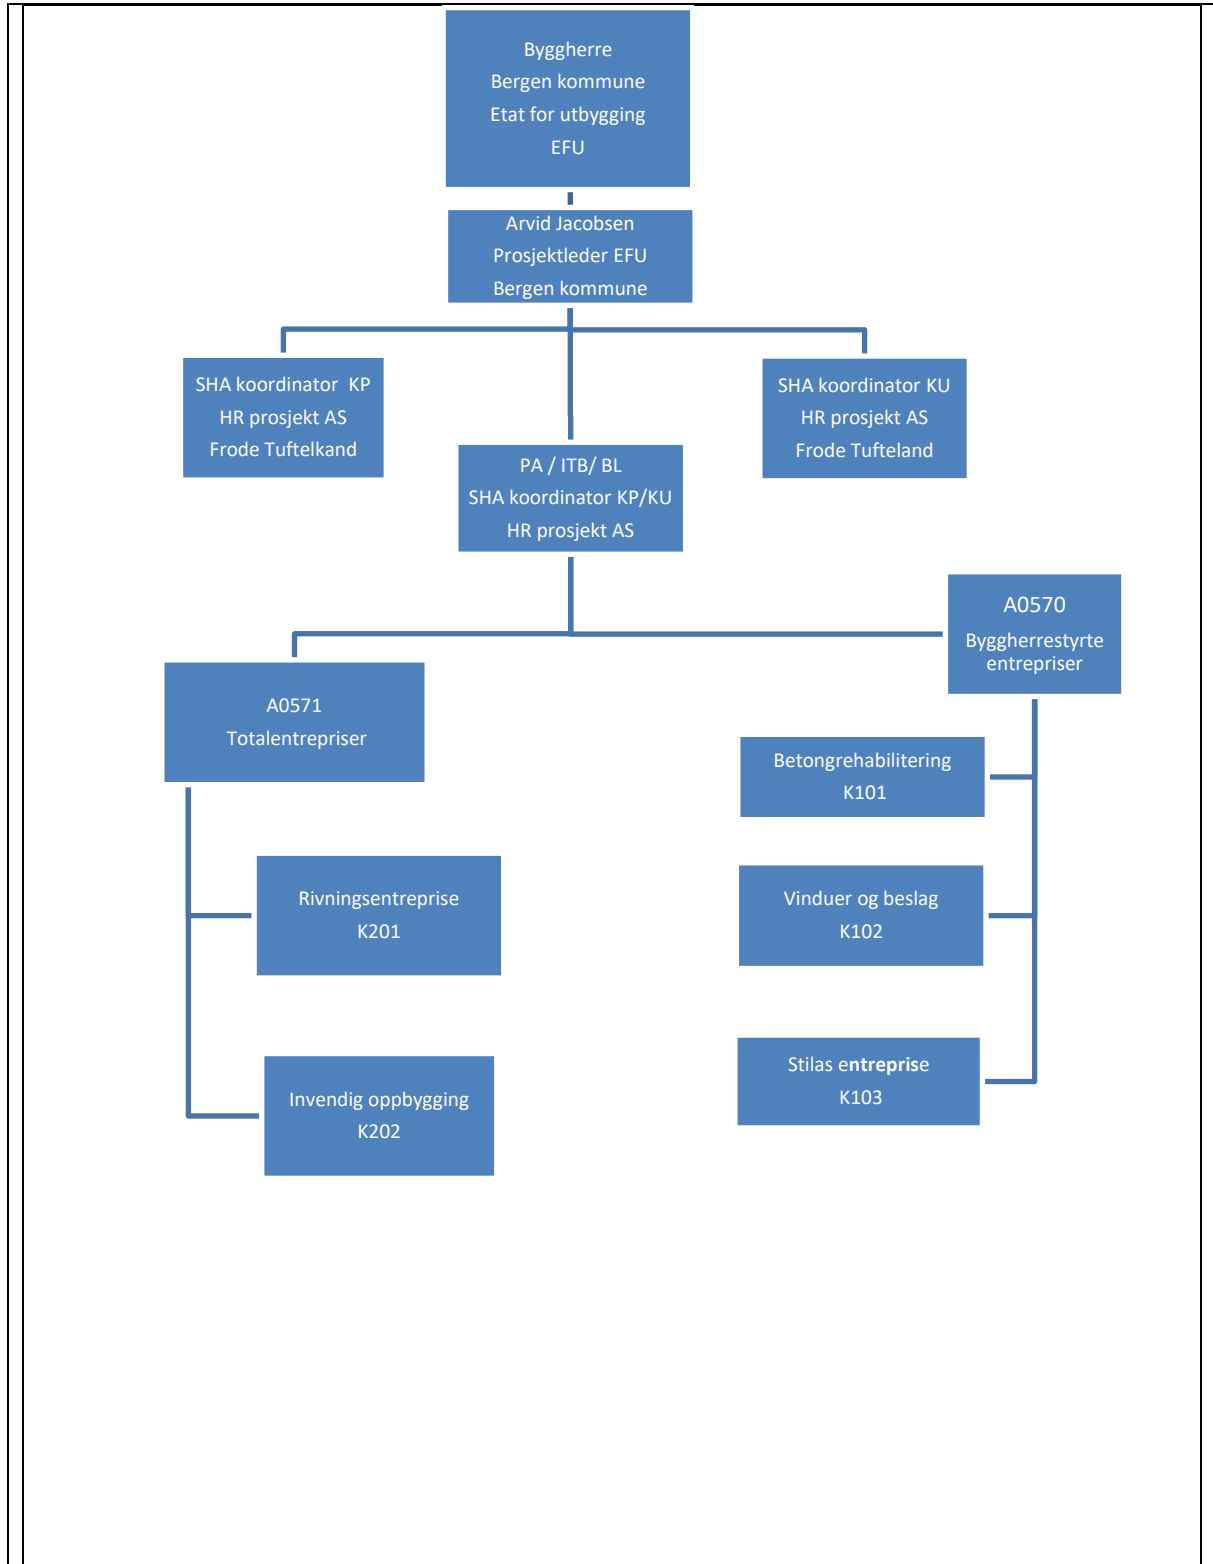 Byggherre
Bergen kommune
Etat for utbygging
EFU
Arvid Jacobsen
Prosjektleder EFU
Bergen kommune
SHA koordinator  KP
HR prosjekt AS
Frode Tuftelkand
SHA koordinator KU
HR prosjekt AS
Frode Tufteland
PA / ITB/ BL
SHA koordinator KP/KU
HR prosjekt AS
A0570
Byggherrestyrte
entrepriser
A0571
Totalentrepriser
Betongrehabilitering
K101
Rivningsentreprise
K201
Vinduer og beslag
K102
Stilas entreprise
K103
Invendig oppbygging
K202